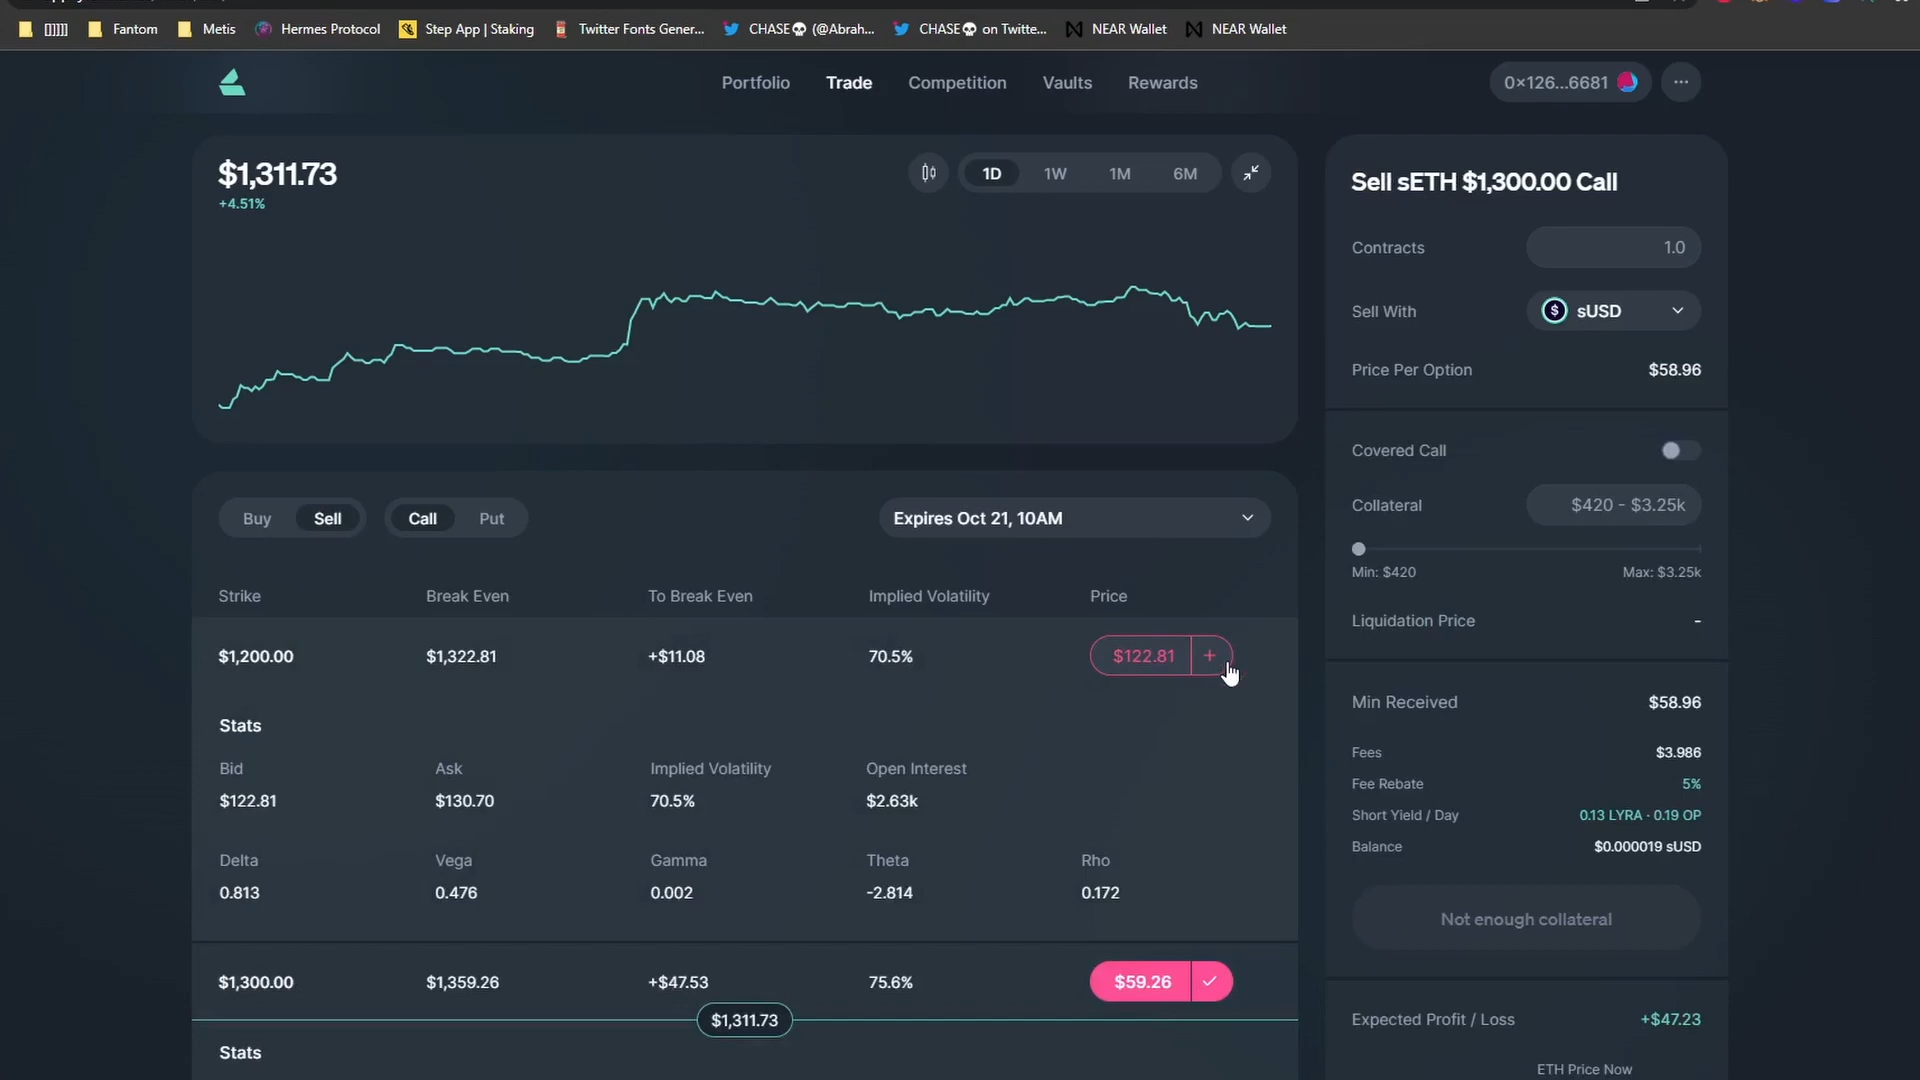 Fantom Metis Hermes Protocol Step App | Staking Twitter Fonts Gener... CHASE💀 (@Abrah... CHASE💀 on Twitte... NEAR Wallet NEAR Wallet
Portfolio Trade Competition Vaults Rewards 0×126...6681 ...
$1,311.73 1D 1W 1M 6M
+4.51%
Buy Sell Call Put Expires Oct 21, 10AM
Strike Break Even To Break Even Implied Volatility Price
$1,200.00 $1,322.81 +$11.08 70.5% $122.81 +
Stats
Bid Ask Implied Volatility Open Interest
$122.81 $130.70 70.5% $2.63k
Delta Vega Gamma Theta Rho
0.813 0.476 0.002 -2.814 0.172
$1,300.00 $1,359.26 +$47.53 75.6% $59.26
$1,311.73
Stats
Sell sETH $1,300.00 Call
Contracts 1.0
Sell With $ sUSD
Price Per Option $58.96
Covered Call
Collateral $420 - $3.25k
Min: $420 Max: $3.25k
Liquidation Price -
Min Received $58.96
Fees $3.986
Fee Rebate 5%
Short Yield / Day 0.13 LYRA · 0.19 OP
Balance $0.000019 sUSD
Not enough collateral
Expected Profit / Loss +$47.23
ETH Price Now